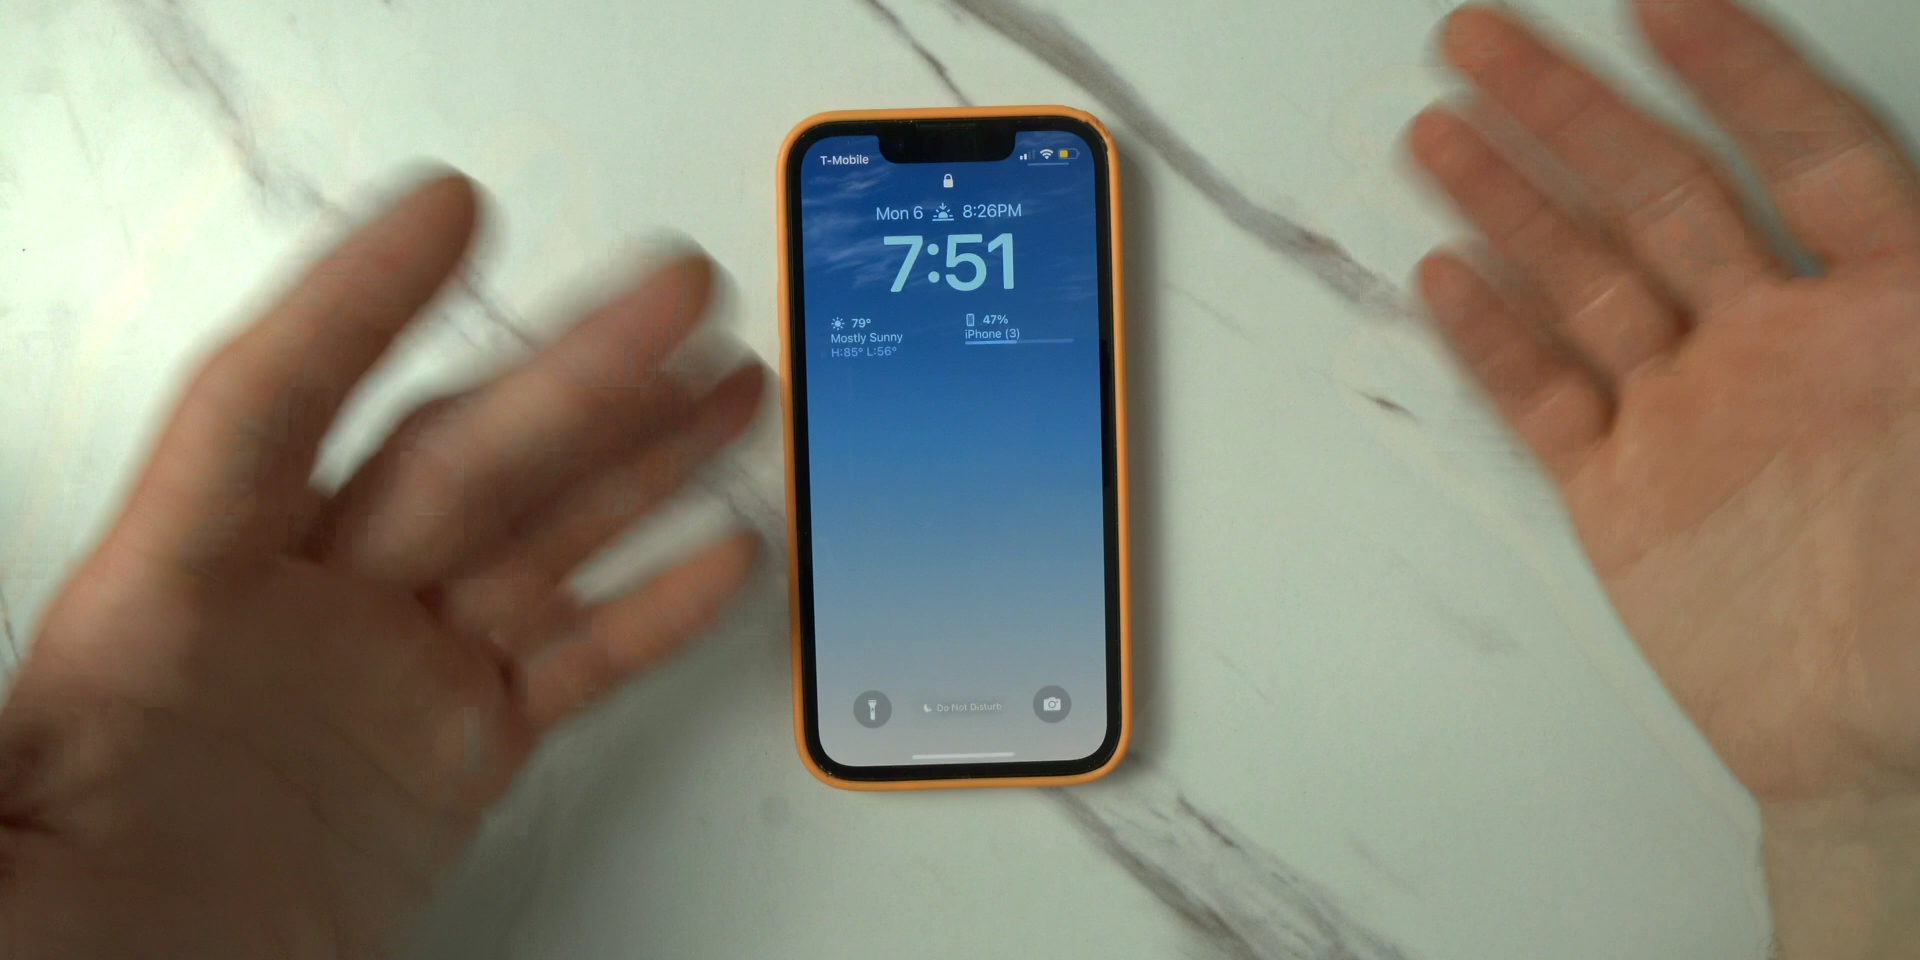 T-Mobile
Mon 6 8:26PM
7:51
79°
Mostly Sunny
H:85° L:56°
47%
iPhone (3)
Do Not Disturb